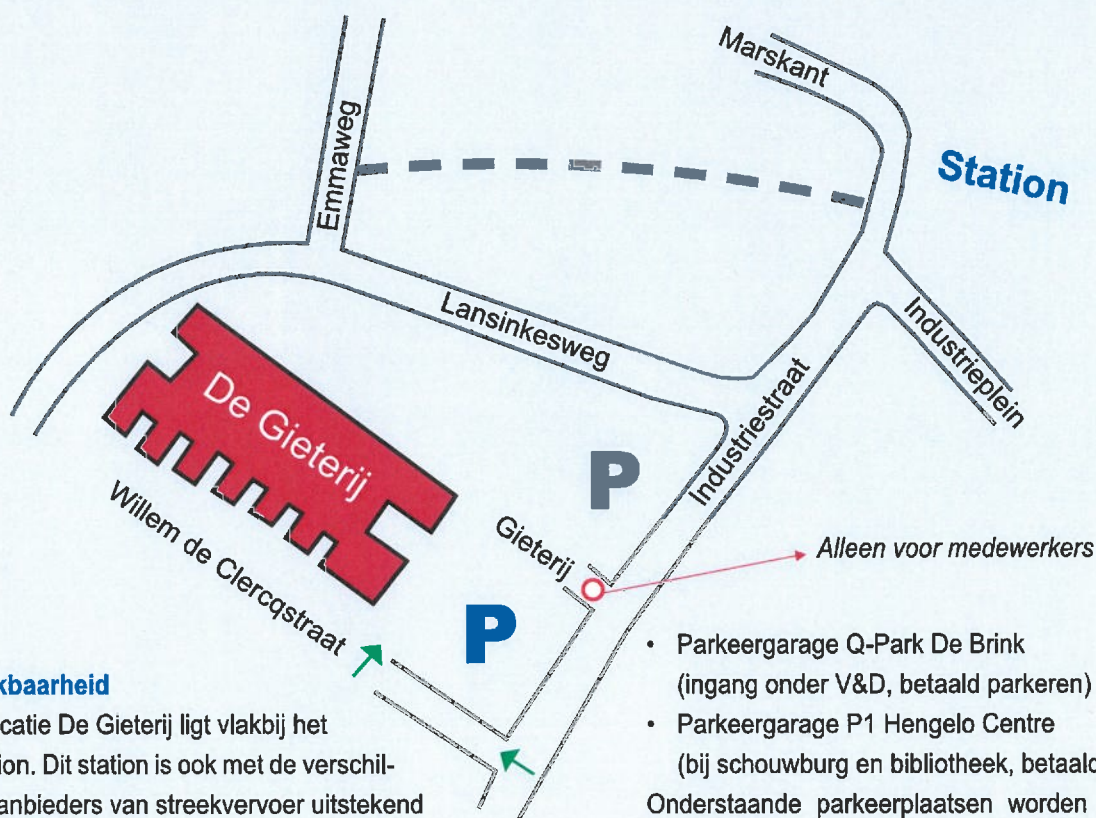 Marskant
Emmaweg
Station
Lansinkesweg
Industrieplein
De Gieterij
Industriestraat
P
Willem de Clercqstraat
Gieterij
Alleen voor medewerkers
P
kbaarheid
catie De Gieterij ligt vlakbij het
ion. Dit station is ook met de verschil-
anbieders van streekvervoer uitstekend
• Parkeergarage Q-Park De Brink
(ingang onder V&D, betaald parkeren)
• Parkeergarage P1 Hengelo Centre
(bij schouwburg en bibliotheek, betaald
Onderstaande parkeerplaatsen worden